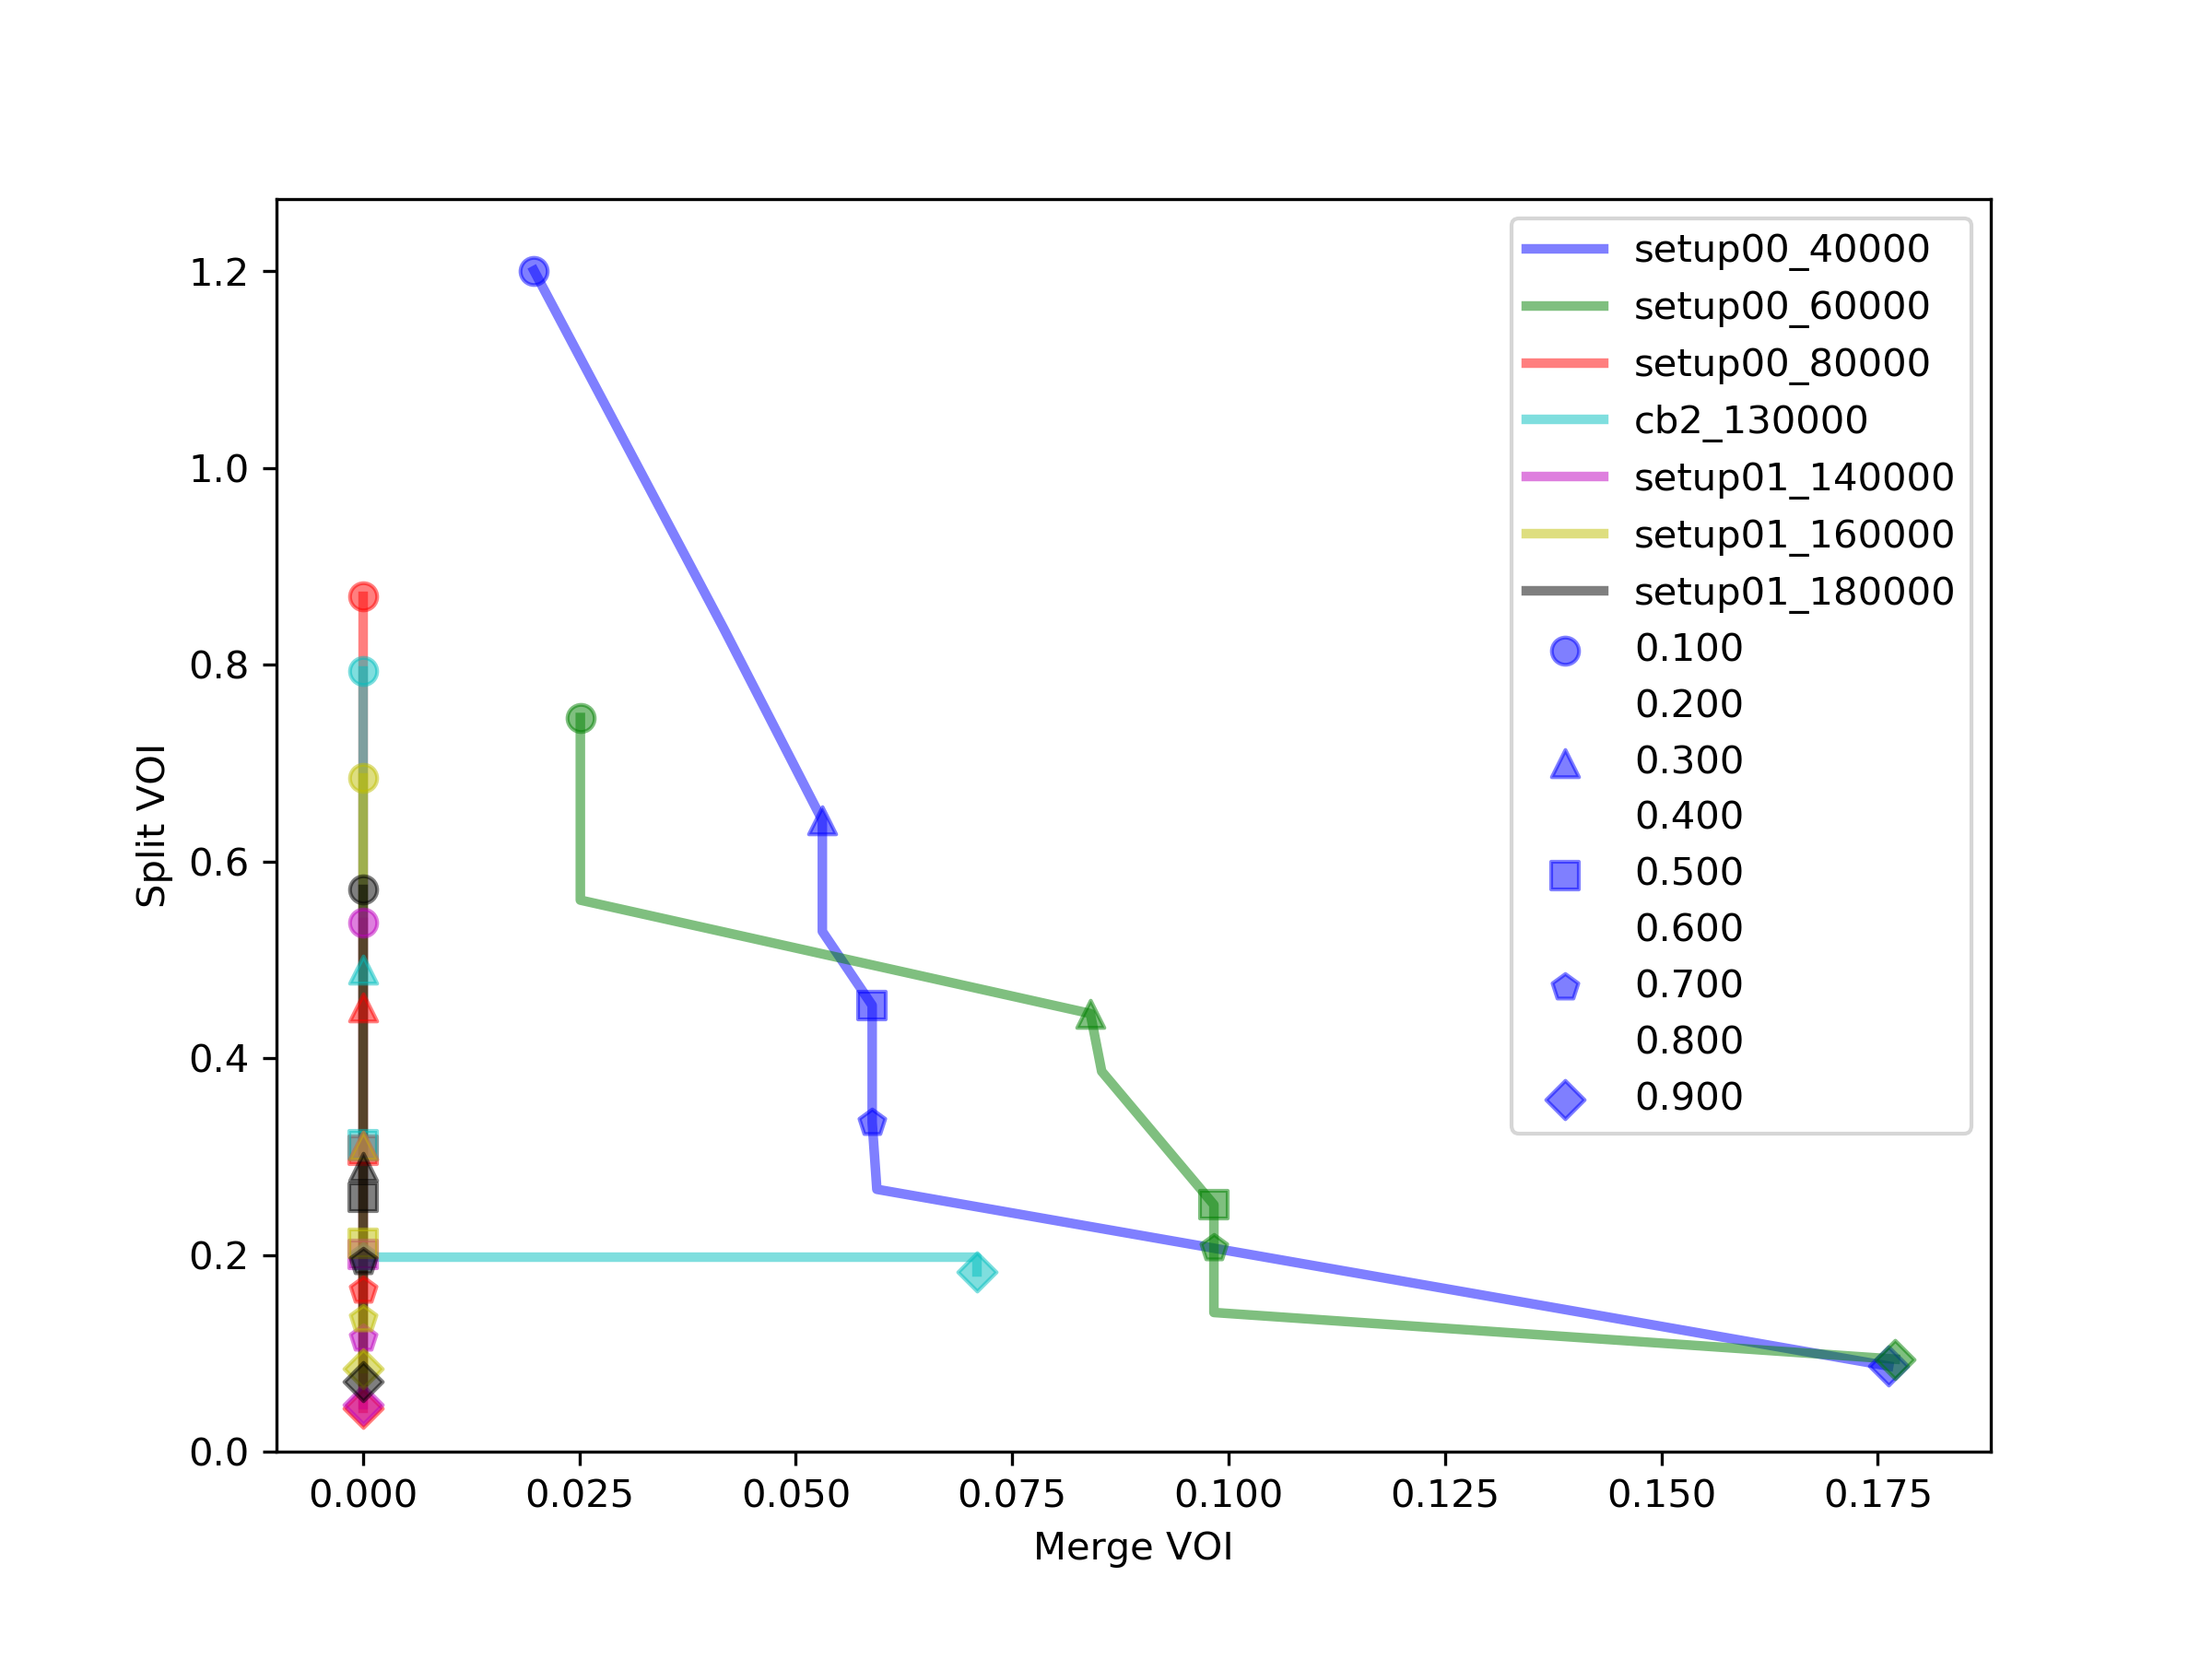 setup00_40000
setup00_60000
setup00_80000
cb2_130000
setup01_140000
setup01_160000
setup01_180000
0.100
0.200
0.300
0.400
0.500
0.600
0.700
0.800
0.900
1.2
1.0
0.8
0.6
0.4
0.2
0.0
Split VOI
0.000 0.025 0.050 0.075 0.100 0.125 0.150 0.175
Merge VOI